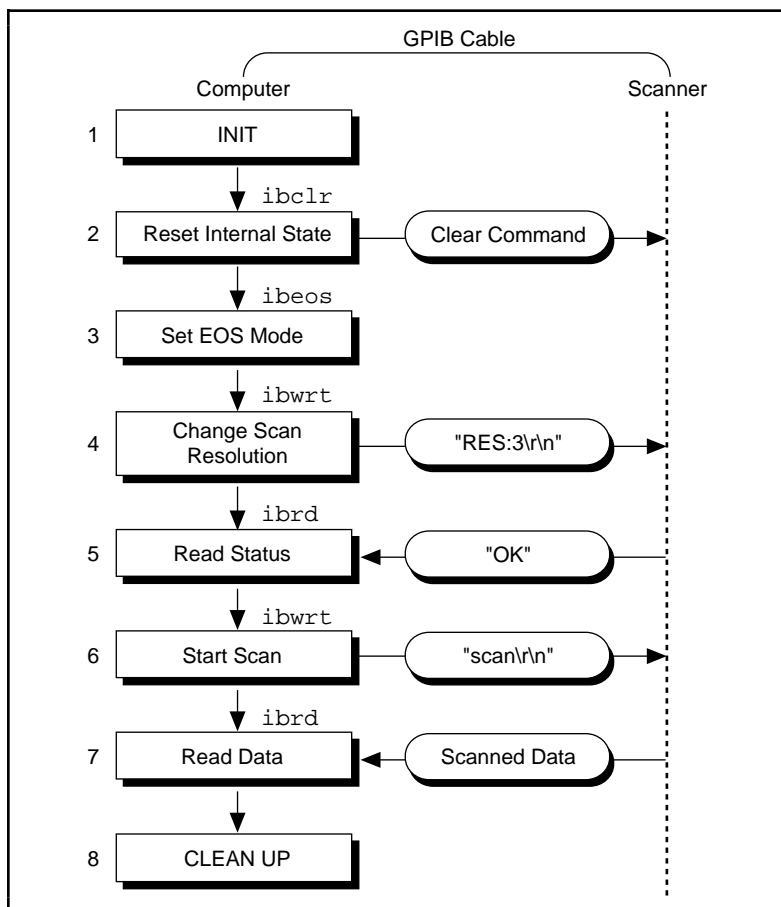 GPIB Cable
Computer
Scanner
1
INIT
ibclr
2
Reset Internal State
Clear Command
ibeos
3
Set EOS Mode
ibwrt
4
Change Scan
Resolution
"RES:3\r\n"
ibrd
5
Read Status
"OK"
ibwrt
6
Start Scan
"scan\r\n"
ibrd
7
Read Data
Scanned Data
8
CLEAN UP